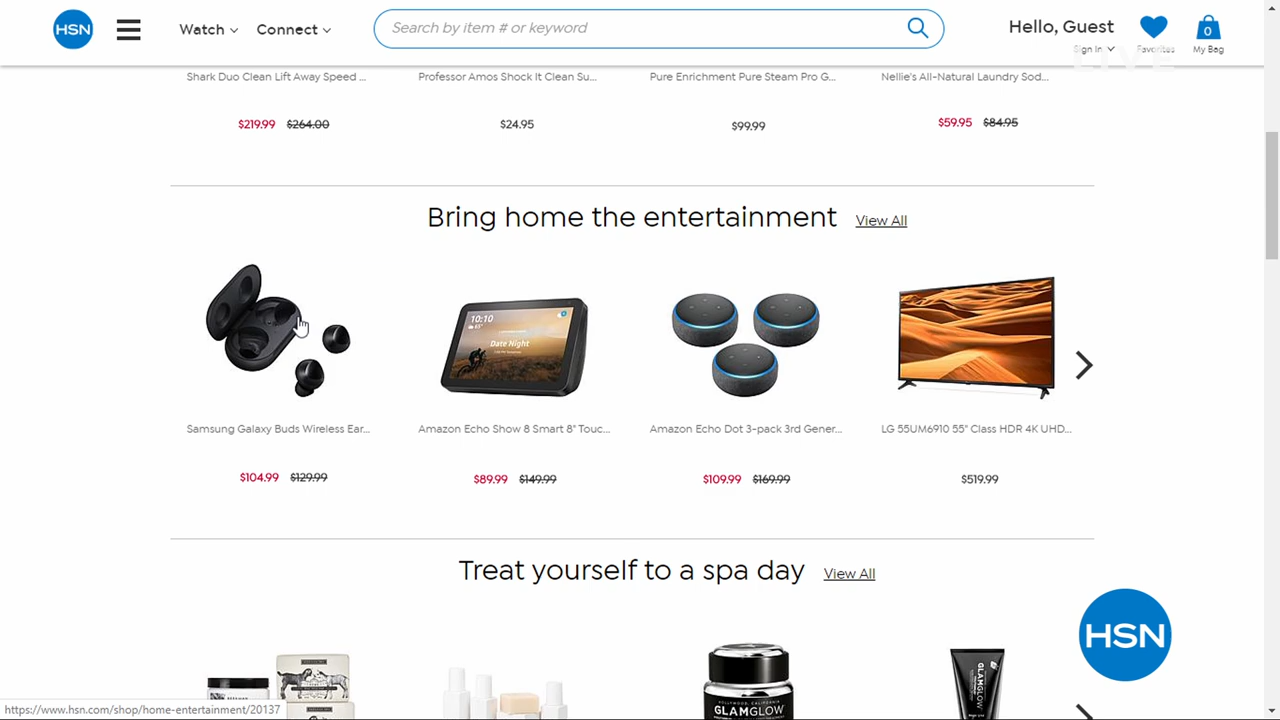 HSN
Watch
Connect
Search by item # or keyword
Hello, Guest
Sign In
Favorites
0
My Bag
LIVE
Shark Duo Clean Lift Away Speed ...
Professor Amos Shock It Clean Su...
Pure Enrichment Pure Steam Pro G...
Nellie's All-Natural Laundry Sod...
$219.99 $264.00
$24.95
$99.99
$59.95 $84.95
Bring home the entertainment View All
10:10
65°
Date Night
Samsung Galaxy Buds Wireless Ear...
Amazon Echo Show 8 Smart 8" Touc...
Amazon Echo Dot 3-pack 3rd Gener...
LG 55UM6910 55" Class HDR 4K UHD...
$104.99 $129.99
$89.99 $149.99
$109.99 $169.99
$519.99
Treat yourself to a spa day View All
HSN
GLAMGLOW
GLAMGLOW
https://www.hsn.com/shop/home-entertainment/20137